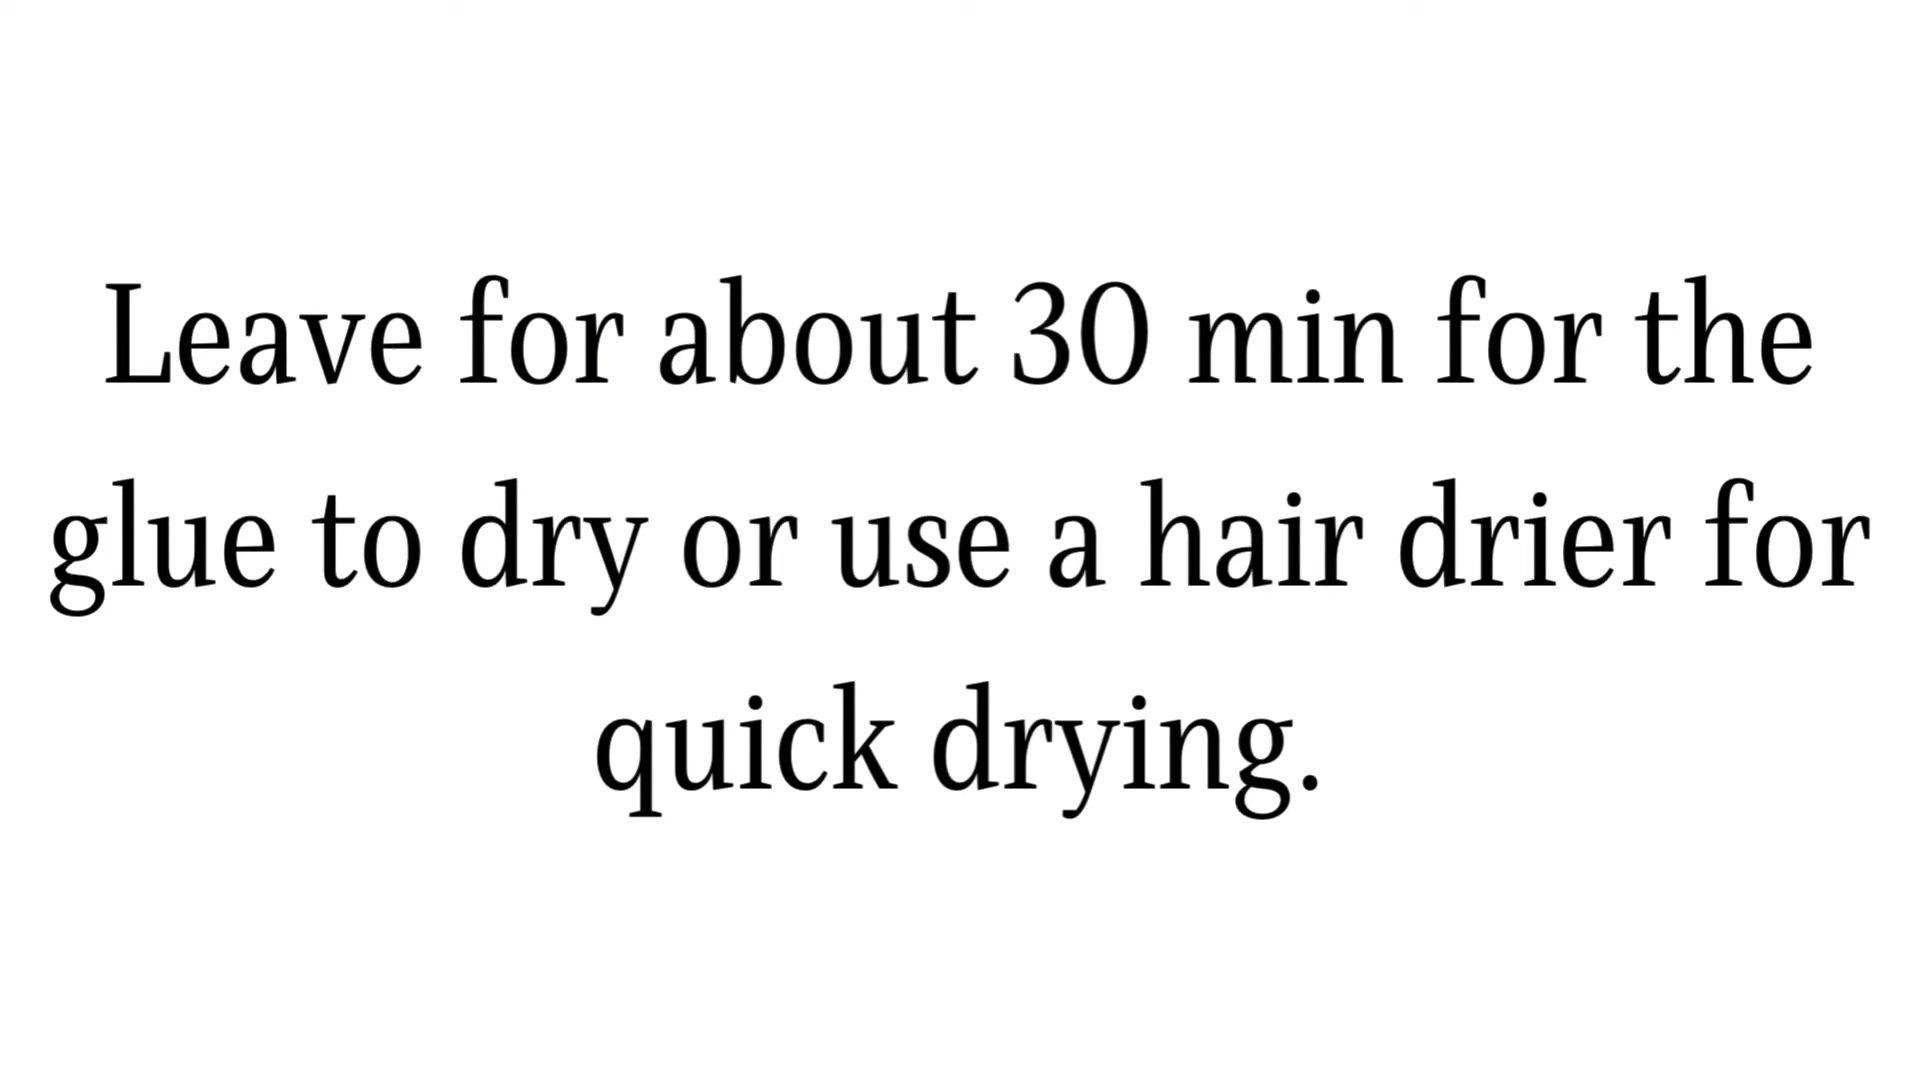 Leave for about 30 min for the
glue to dry or use a hair drier for
quick drying.